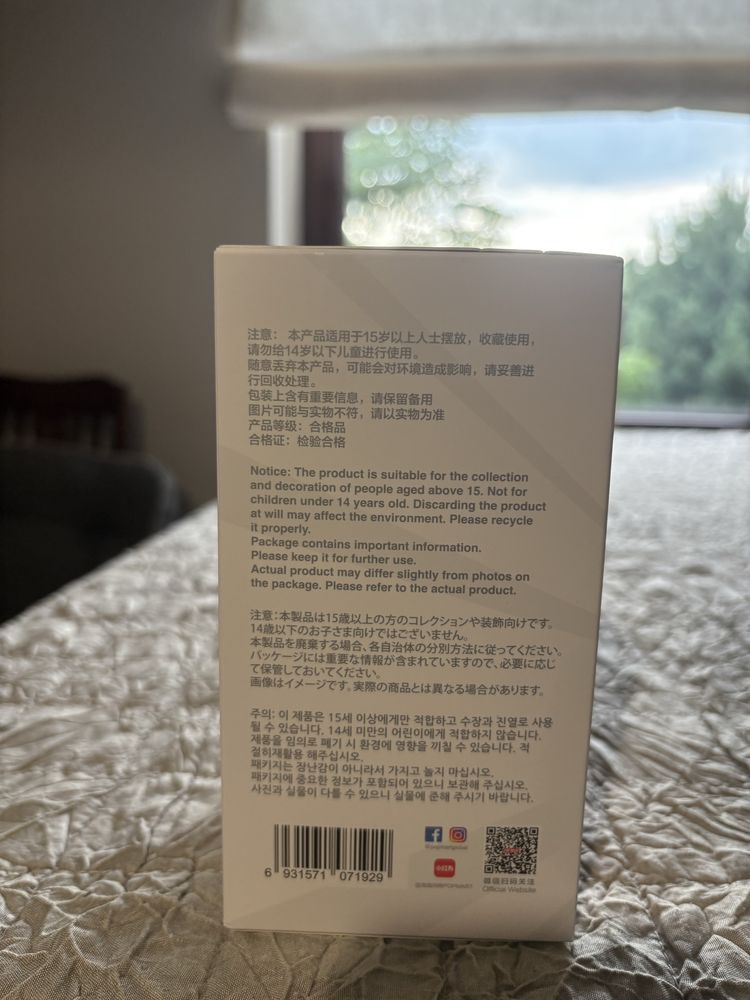 注意： 本产品适用于15岁以上人士摆放，收藏使用，
请勿给14岁以下儿童进行使用。
随意丢弃本产品，可能会对环境造成影响，请妥善进
行回收处理。
包装上含有重要信息，请保留备用
图片可能与实物不符，请以实物为准
产品等级：合格品
合格证：检验合格
Notice: The product is suitable for the collection
and decoration of people aged above 15. Not for
children under 14 years old. Discarding the product
at will may affect the environment. Please recycle
it properly.
Package contains important information.
Please keep it for further use.
Actual product may differ slightly from photos on
the package. Please refer to the actual product.
注意：本製品は15歳以上の方のコレクションや装飾向けです。
14歳以下のお子さま向けではございません。
本製品を廃棄する場合、各自治体の分別方法に従ってください。
パッケージには重要な情報が含まれていますので、必要に応じ
て保管しておいてください。
画像はイメージです。実際の商品とは異なる場合があります。
주의: 이 제품은 15세 이상에게만 적합하고 수장과 진열로 사용
될 수 있습니다. 14세 미만의 어린이에게 적합하지 않습니다.
제품을 임의로 폐기 시 환경에 영향을 끼칠 수 있습니다. 적
절히재활용 해주십시오.
패키지는 장난감이 아니라서 가지고 놀지 마십시오.
패키지에 중요한 정보가 포함되어 있으니 보관해 주십시오.
사진과 실물이 다를 수 있으니 실물에 준해 주시기 바랍니다.
6 931571 071929
@popmartglobal
小红书
微信扫码关注
Official Website